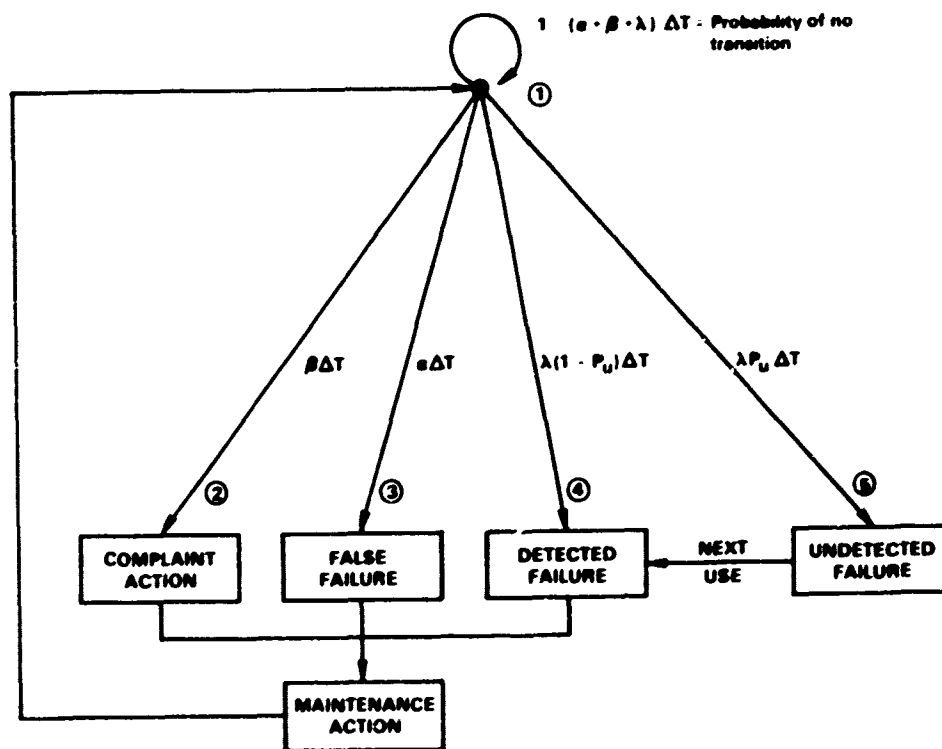 1 (α + β + λ) ΔT = Probability of no
transition
①
βΔT
αΔT
λ(1 - Pu) ΔT
λPu ΔT
②
③
④
⑤
COMPLAINT
ACTION
FALSE
FAILURE
DETECTED
FAILURE
NEXT
USE
UNDETECTED
FAILURE
MAINTENANCE
ACTION